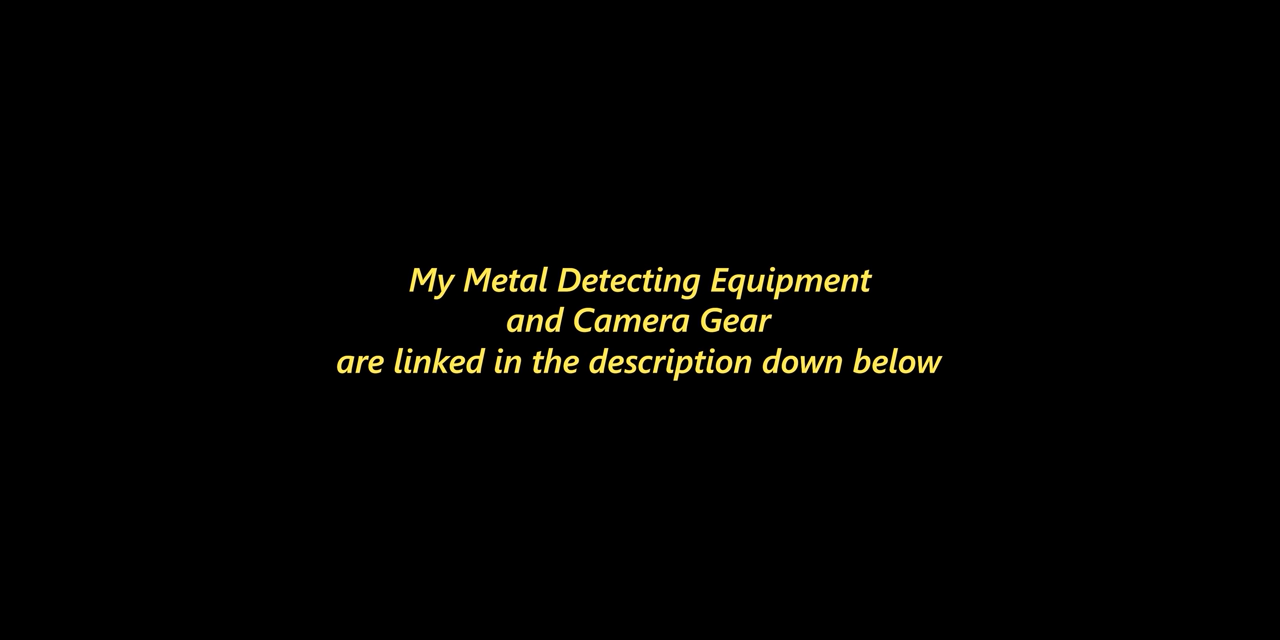 My Metal Detecting Equipment
and Camera Gear
are linked in the description down below